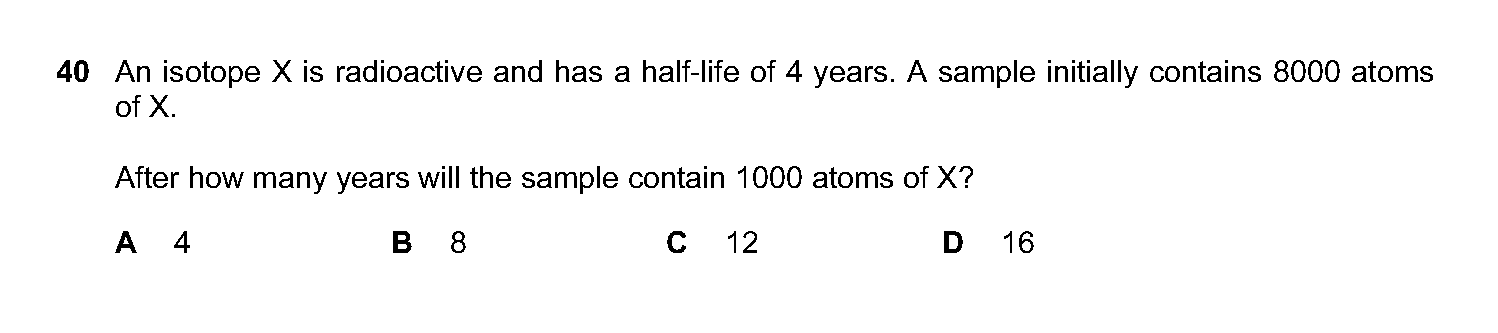 40 An isotope X is radioactive and has a half-life of 4 years. A sample initially contains 8000 atoms
of X.
After how many years will the sample contain 1000 atoms of X?
A 4 B 8 C 12 D 16